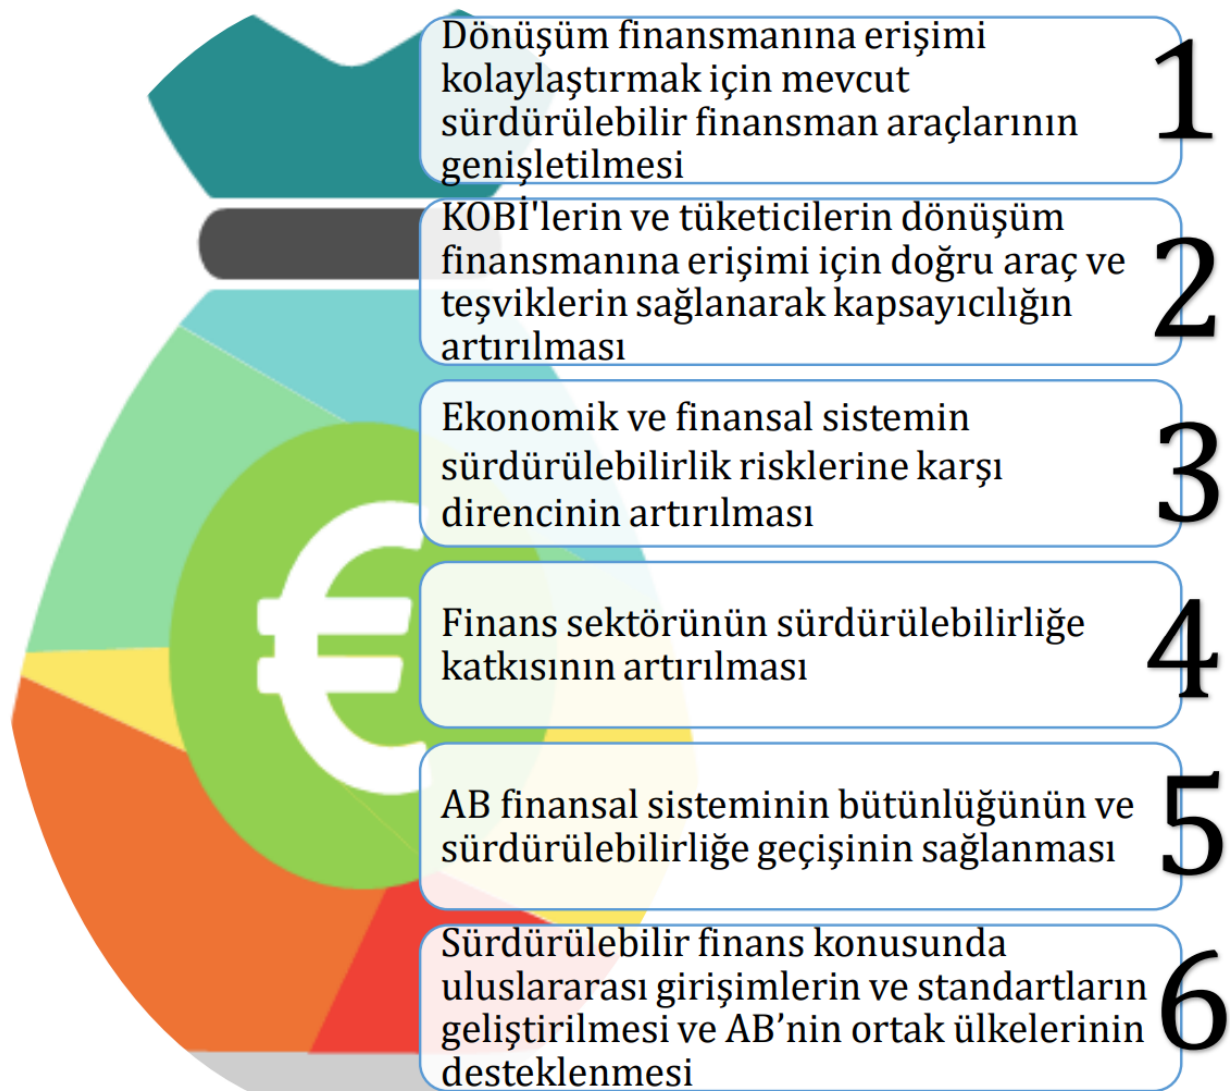 Dönüşüm finansmanına erişimi
kolaylaştırmak için mevcut
sürdürülebilir finansman araçlarının
genişletilmesi
1
KOBİ'lerin ve tüketicilerin dönüşüm
finansmanına erişimi için doğru araç ve
teşviklerin sağlanarak kapsayıcılığın
artırılması
2
Ekonomik ve finansal sistemin
sürdürülebilirlik risklerine karşı
direncinin artırılması
3
Finans sektörünün sürdürülebilirliğe
katkısının artırılması
4
€
AB finansal sisteminin bütünlüğünün ve
sürdürülebilirliğe geçişinin sağlanması
5
Sürdürülebilir finans konusunda
uluslararası girişimlerin ve standartların
geliştirilmesi ve AB’nin ortak ülkelerinin
desteklenmesi
6